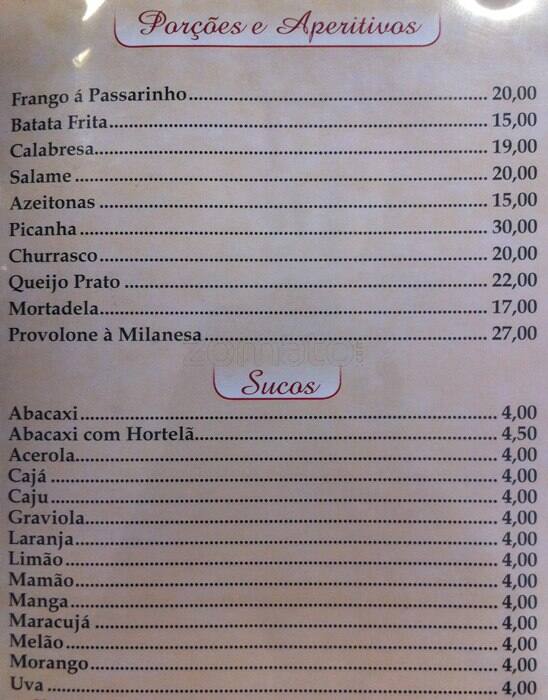 Porções e Aperitivos
Frango á Passarinho........ 20,00
Batata Frita........ 15,00
Calabresa........ 19,00
Salame........ 20,00
Azeitonas........ 15,00
Picanha........ 30,00
Churrasco........ 20,00
Queijo Prato........ 22,00
Mortadela........ 17,00
Provolone à Milanesa........ 27,00
zomato
Sucos
Abacaxi........ 4,00
Abacaxi com Hortelã........ 4,50
Acerola........ 4,00
Cajá........ 4,00
Caju........ 4,00
Graviola........ 4,00
Laranja........ 4,00
Limão........ 4,00
Mamão........ 4,00
Manga........ 4,00
Maracujá........ 4,00
Melão........ 4,00
Morango........ 4,00
Uva........ 4,00